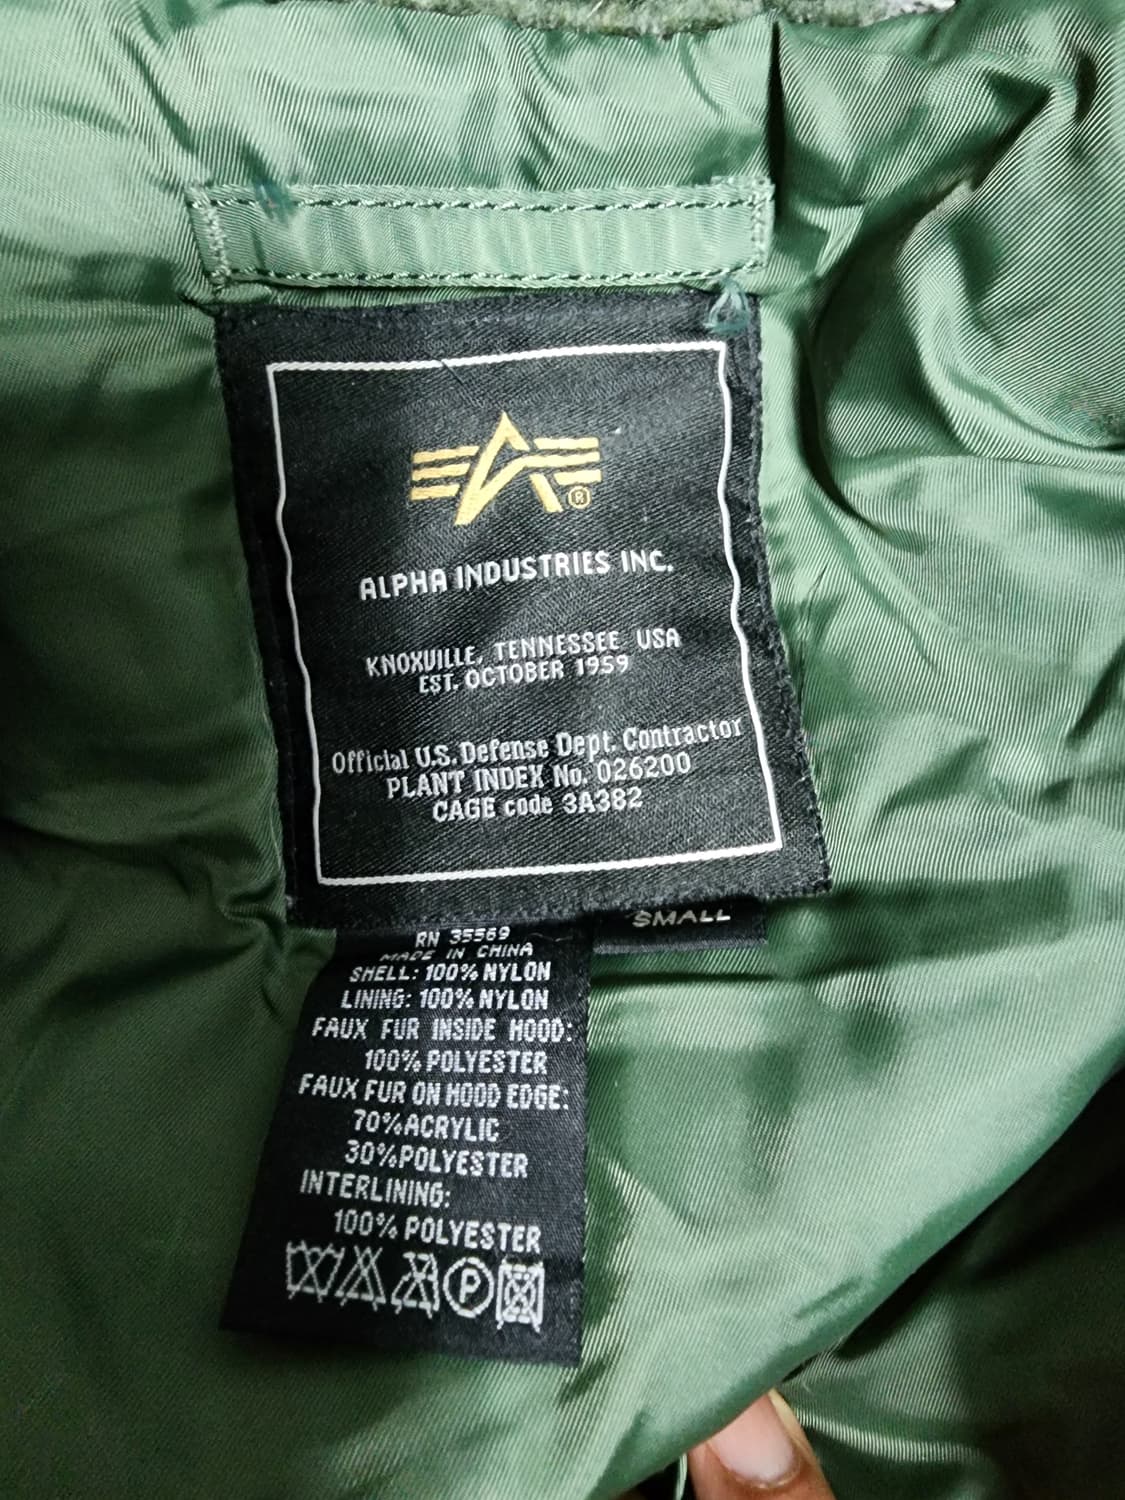 ®
ALPHA INDUSTRIES INC.
KNOXVILLE, TENNESSEE USA
EST. OCTOBER 1959
Official U.S. Defense Dept. Contractor
PLANT INDEX No. 026200
CAGE code 3A382
SMALL
RN 35569
MADE IN CHINA
SHELL: 100% NYLON
LINING: 100% NYLON
FAUX FUR INSIDE HOOD:
100% POLYESTER
FAUX FUR ON HOOD EDGE:
70% ACRYLIC
30% POLYESTER
INTERLINING:
100% POLYESTER
P